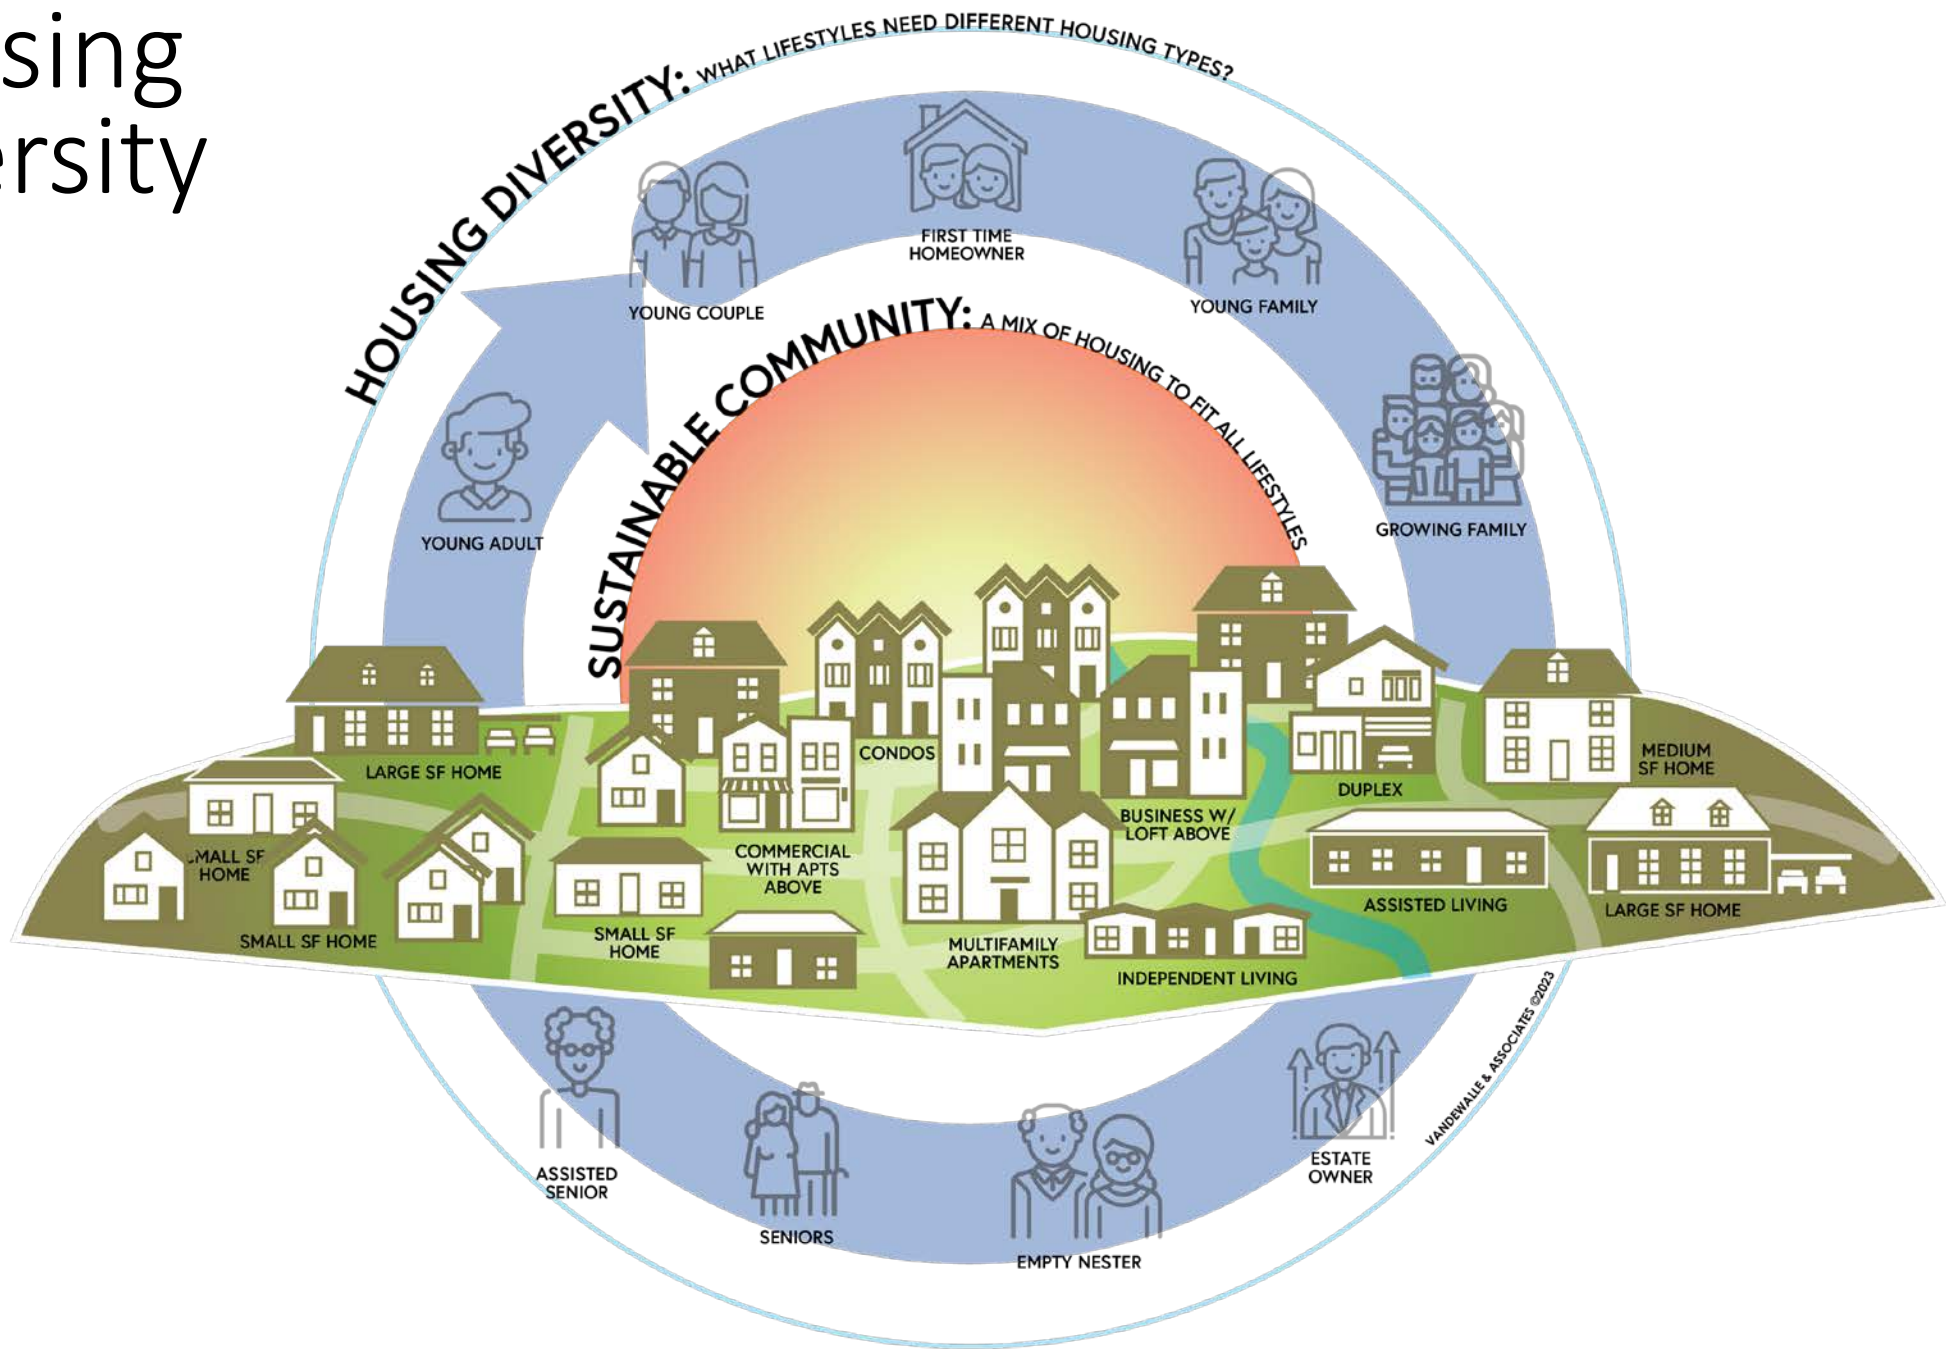 sing
ersity
HOUSING DIVERSITY: WHAT LIFESTYLES NEED DIFFERENT HOUSING TYPES?
FIRST TIME
HOMEOWNER
YOUNG COUPLE
YOUNG FAMILY
SUSTAINABLE COMMUNITY: A MIX OF HOUSING TO FIT ALL LIFESTYLES
YOUNG ADULT
GROWING FAMILY
LARGE SF HOME
CONDOS
MEDIUM
SF HOME
DUPLEX
BUSINESS W/
LOFT ABOVE
MALL SF
HOME
COMMERCIAL
WITH APTS
ABOVE
ASSISTED LIVING
LARGE SF HOME
SMALL SF HOME
SMALL SF
HOME
MULTIFAMILY
APARTMENTS
INDEPENDENT LIVING
VANDEWALLE & ASSOCIATES ©2023
ASSISTED
SENIOR
SENIORS
EMPTY NESTER
ESTATE
OWNER